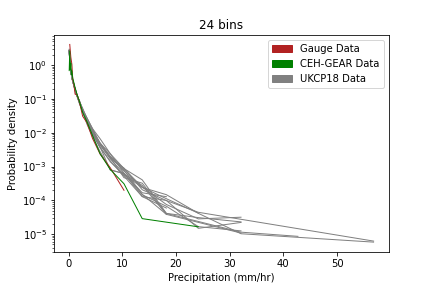 24 bins
Gauge Data
CEH-GEAR Data
UKCP18 Data
Probability density
10⁰
10⁻¹
10⁻²
10⁻³
10⁻⁴
10⁻⁵
0 10 20 30 40 50
Precipitation (mm/hr)